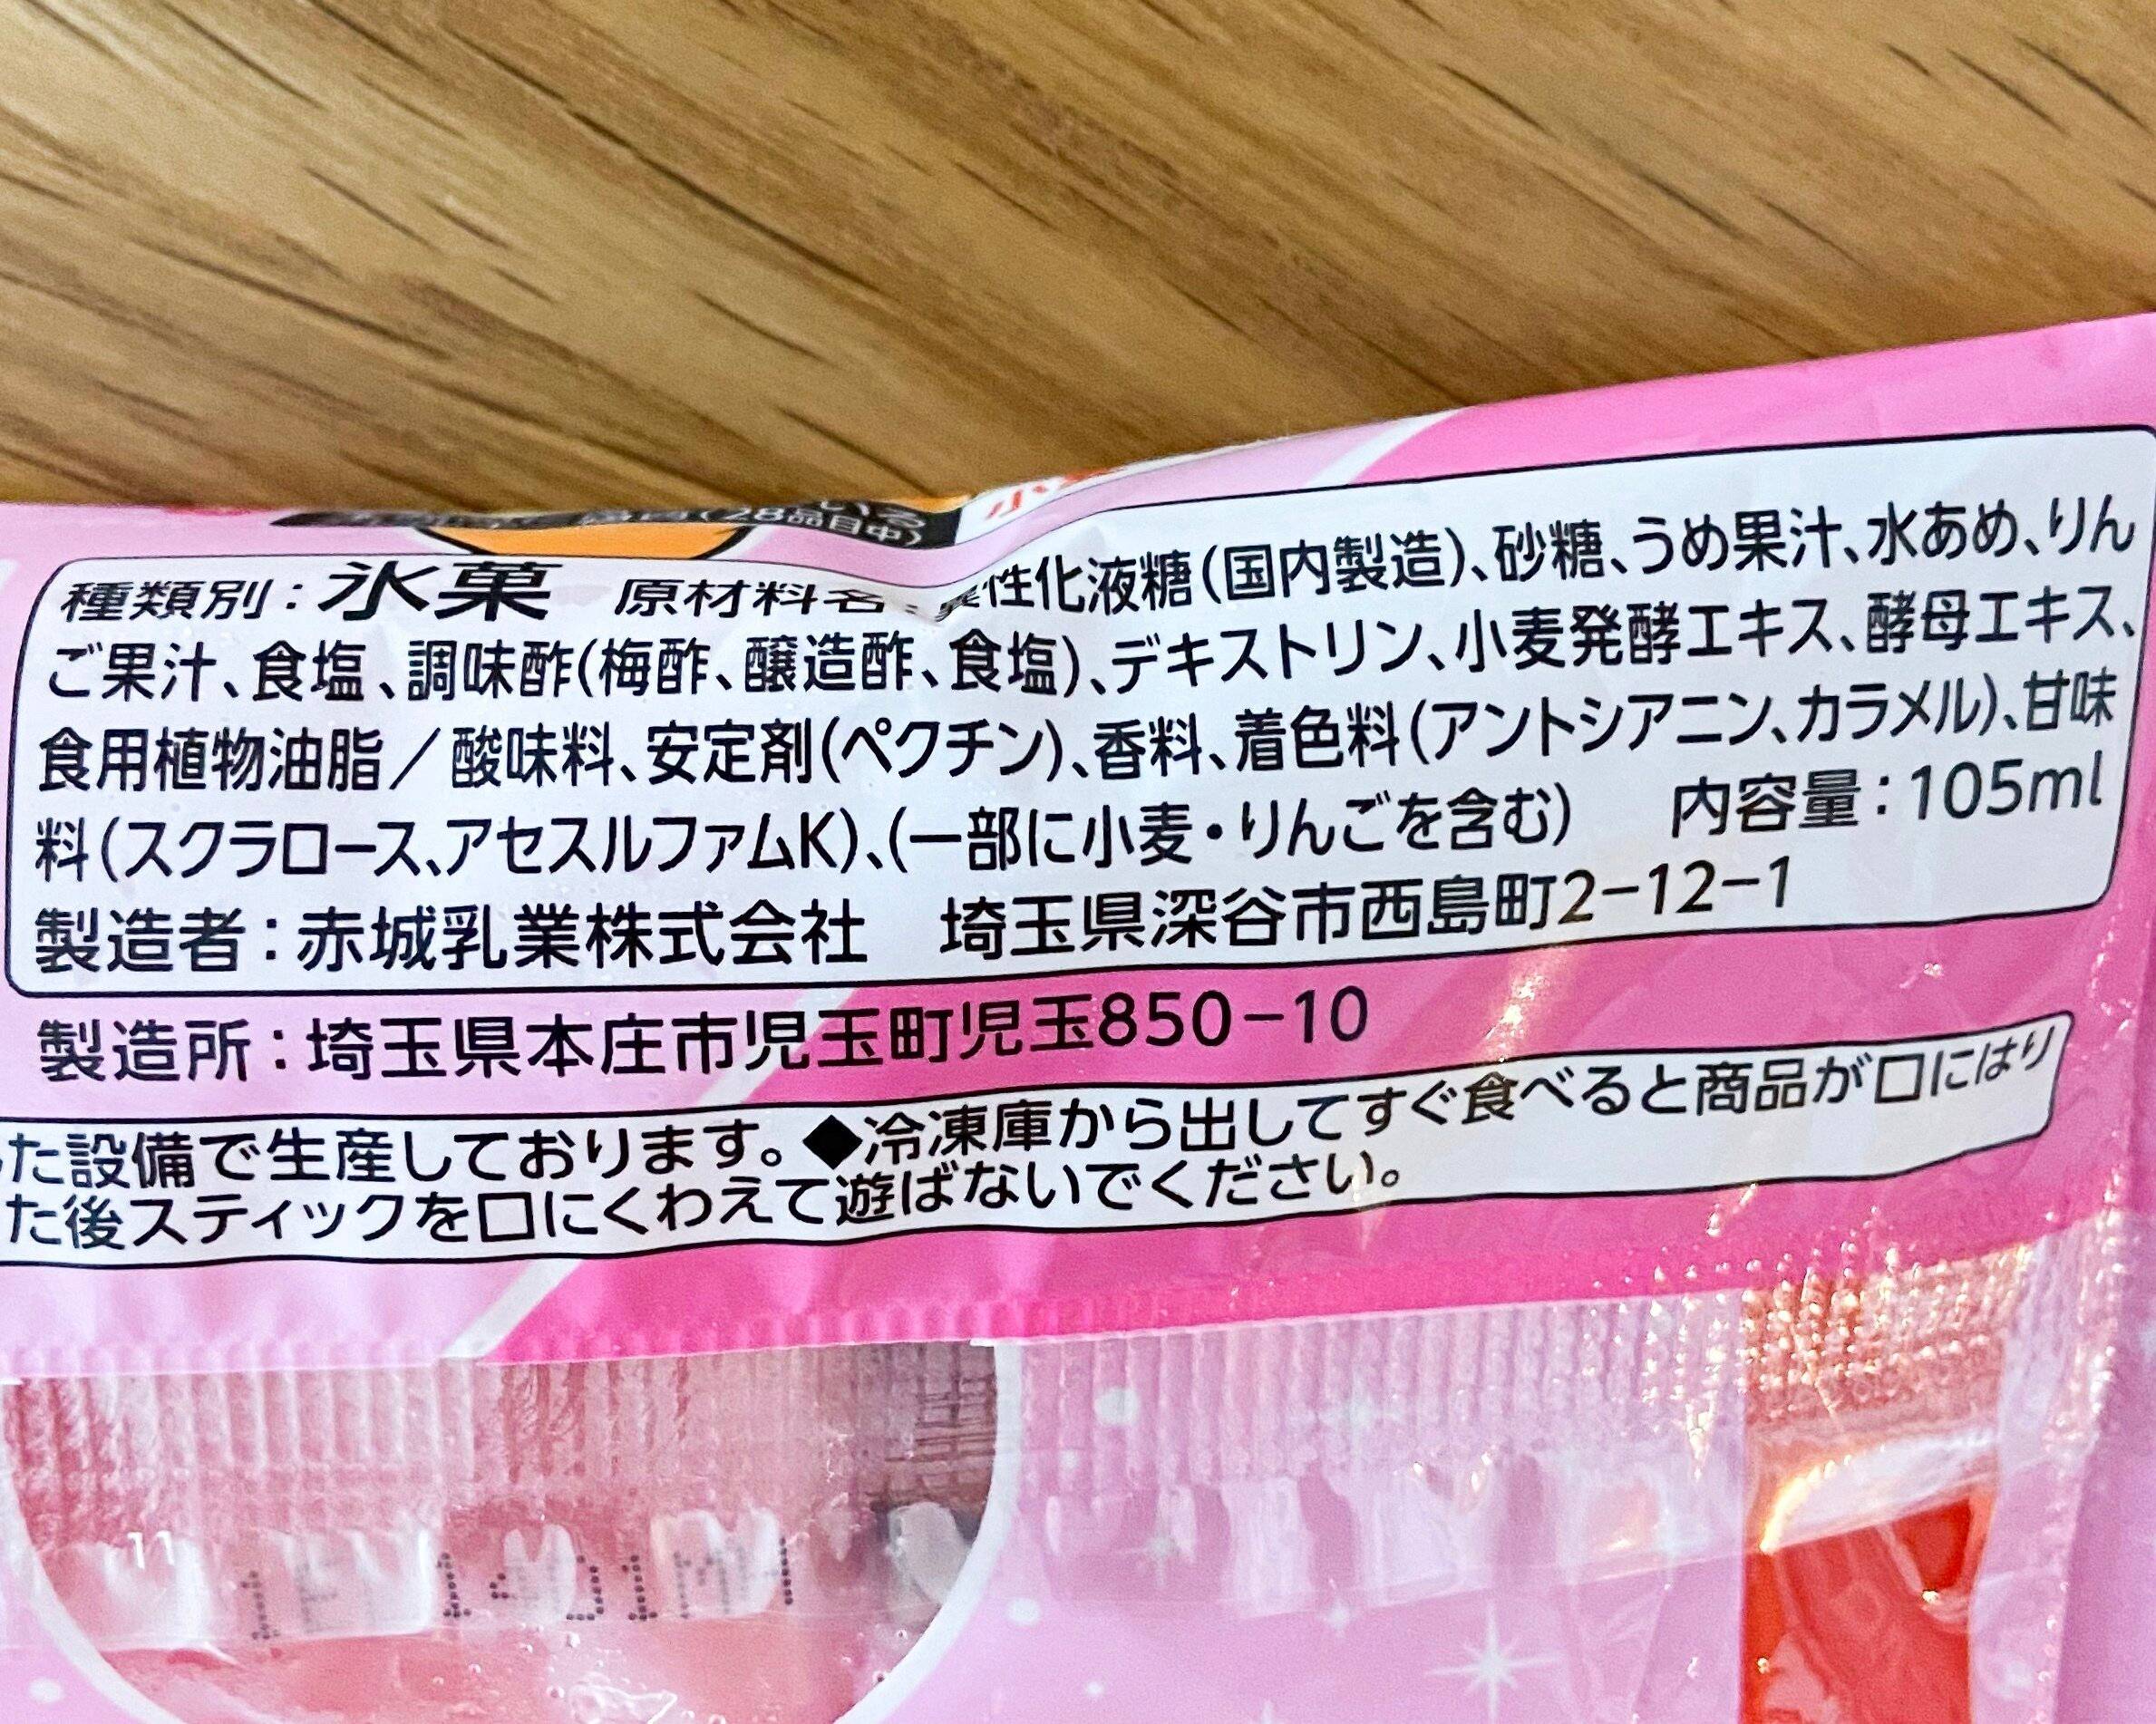 (28品目中)
種類別：氷菓　原材料名：異性化液糖(国内製造)、砂糖、うめ果汁、水あめ、りん
ご果汁、食塩、調味酢(梅酢、醸造酢、食塩)、デキストリン、小麦発酵エキス、酵母エキス、
食用植物油脂／酸味料、安定剤(ペクチン)、香料、着色料(アントシアニン、カラメル)、甘味
料(スクラロース、アセスルファムK)、(一部に小麦・りんごを含む)　内容量：105ml
製造者：赤城乳業株式会社　埼玉県深谷市西島町2-12-1
製造所：埼玉県本庄市児玉町児玉850-10
た設備で生産しております。◆冷凍庫から出してすぐ食べると商品が口にはり
た後スティックを口にくわえて遊ばないでください。